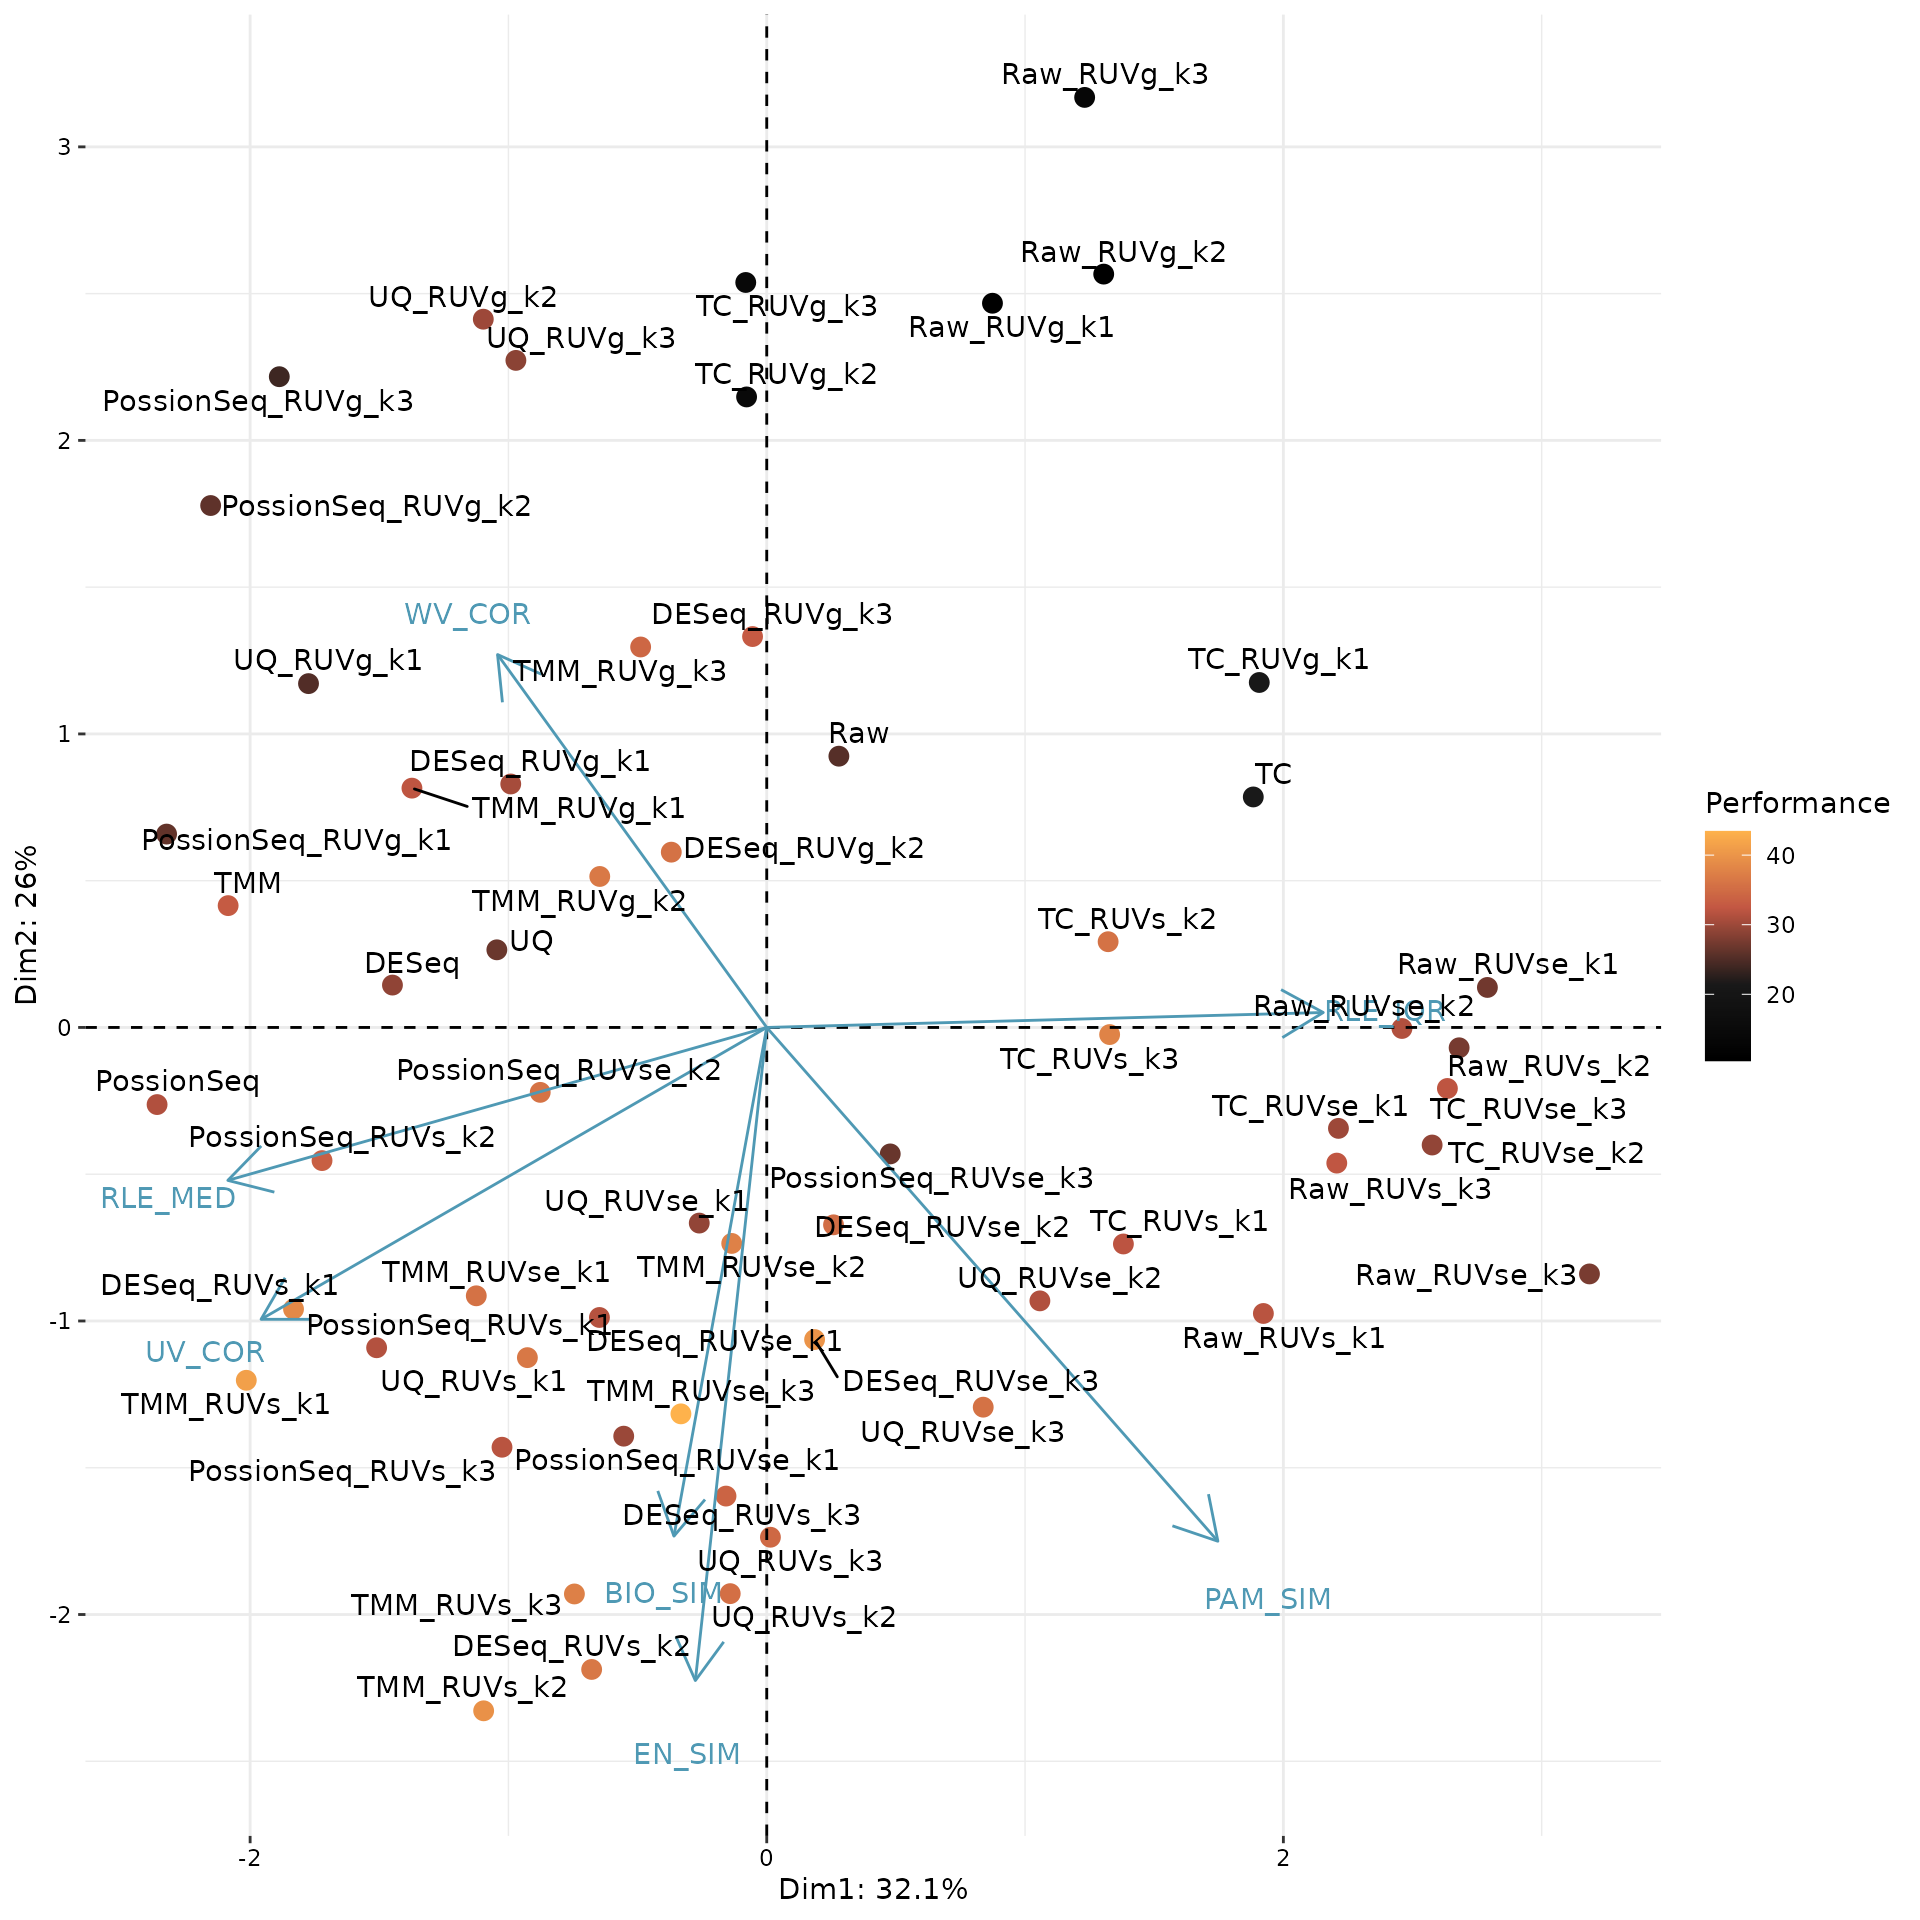 Raw_RUVg_k3
Raw_RUVg_k2
UQ_RUVg_k2
TC_RUVg_k3
Raw_RUVg_k1
UQ_RUVg_k3
TC_RUVg_k2
PossionSeq_RUVg_k3
PossionSeq_RUVg_k2
WV_COR
DESeq_RUVg_k3
UQ_RUVg_k1
TMM_RUVg_k3
TC_RUVg_k1
Raw
DESeq_RUVg_k1
TC
TMM_RUVg_k1
PossionSeq_RUVg_k1
DESeq_RUVg_k2
TMM
TMM_RUVg_k2
UQ
DESeq
TC_RUVs_k2
Raw_RUVse_k1
Raw_RUVse_k2
RLE_IQR
TC_RUVs_k3
Raw_RUVs_k2
PossionSeq
PossionSeq_RUVse_k2
TC_RUVse_k1
TC_RUVse_k3
PossionSeq_RUVs_k2
TC_RUVse_k2
PossionSeq_RUVse_k3
Raw_RUVs_k3
RLE_MED
UQ_RUVse_k1
DESeq_RUVse_k2
TC_RUVs_k1
TMM_RUVse_k2
TMM_RUVse_k1
UQ_RUVse_k2
Raw_RUVse_k3
DESeq_RUVs_k1
PossionSeq_RUVs_k1
DESeq_RUVse_k1
Raw_RUVs_k1
UV_COR
UQ_RUVs_k1
DESeq_RUVse_k3
TMM_RUVs_k1
TMM_RUVse_k3
UQ_RUVse_k3
PossionSeq_RUVs_k3
PossionSeq_RUVse_k1
DESeq_RUVs_k3
UQ_RUVs_k3
BIO_SIM
TMM_RUVs_k3
UQ_RUVs_k2
PAM_SIM
DESeq_RUVs_k2
TMM_RUVs_k2
EN_SIM
3
2
1
0
-1
-2
-2
0
2
Dim1: 32.1%
Dim2: 26%
Performance
40
30
20